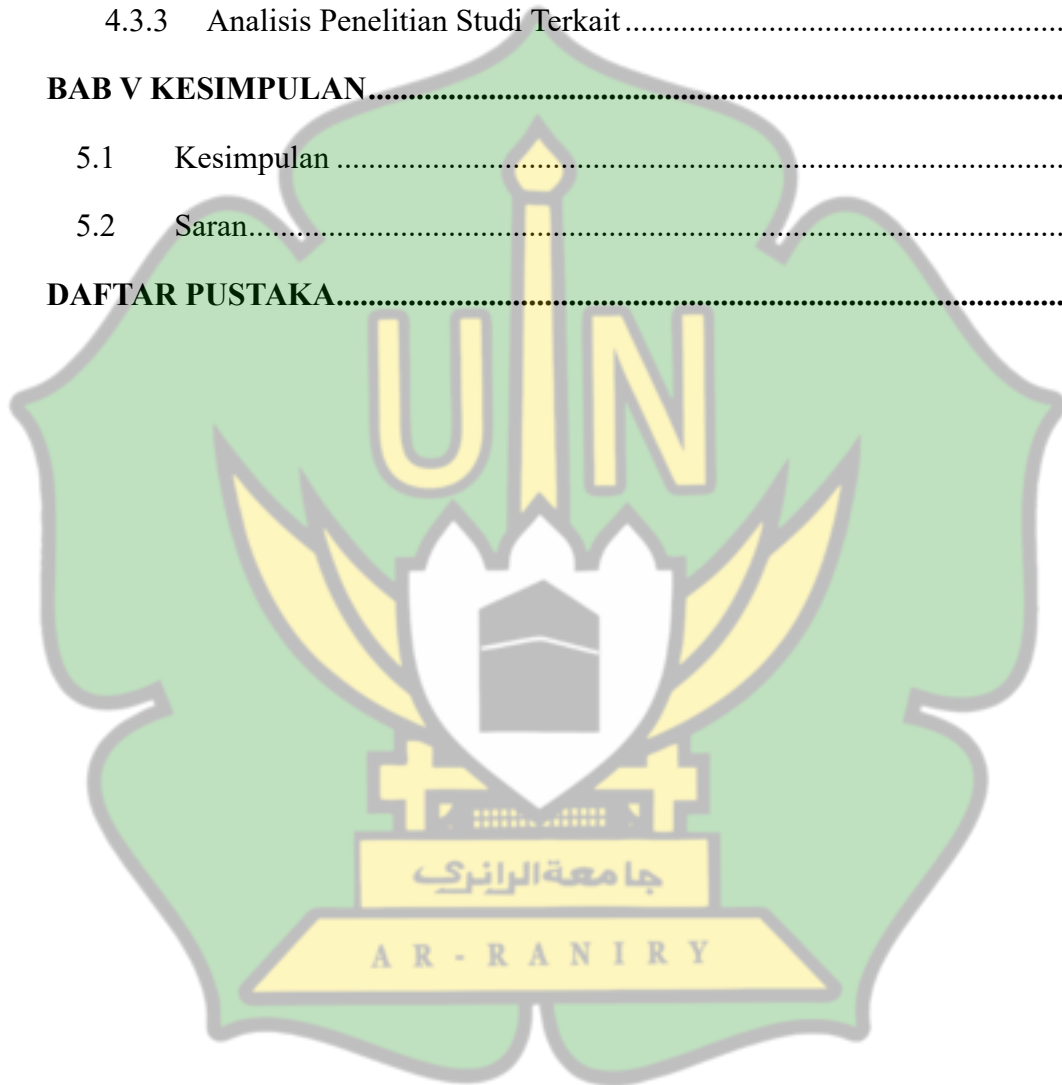 4.3.3 Analisis Penelitian Studi Terkait........................................................
BAB V KESIMPULAN.......................................................................................
5.1 Kesimpulan...........................................................................................
5.2 Saran.....................................................................................................
DAFTAR PUSTAKA...........................................................................................
UIN
جامعة الرانري
AR-RANIRY